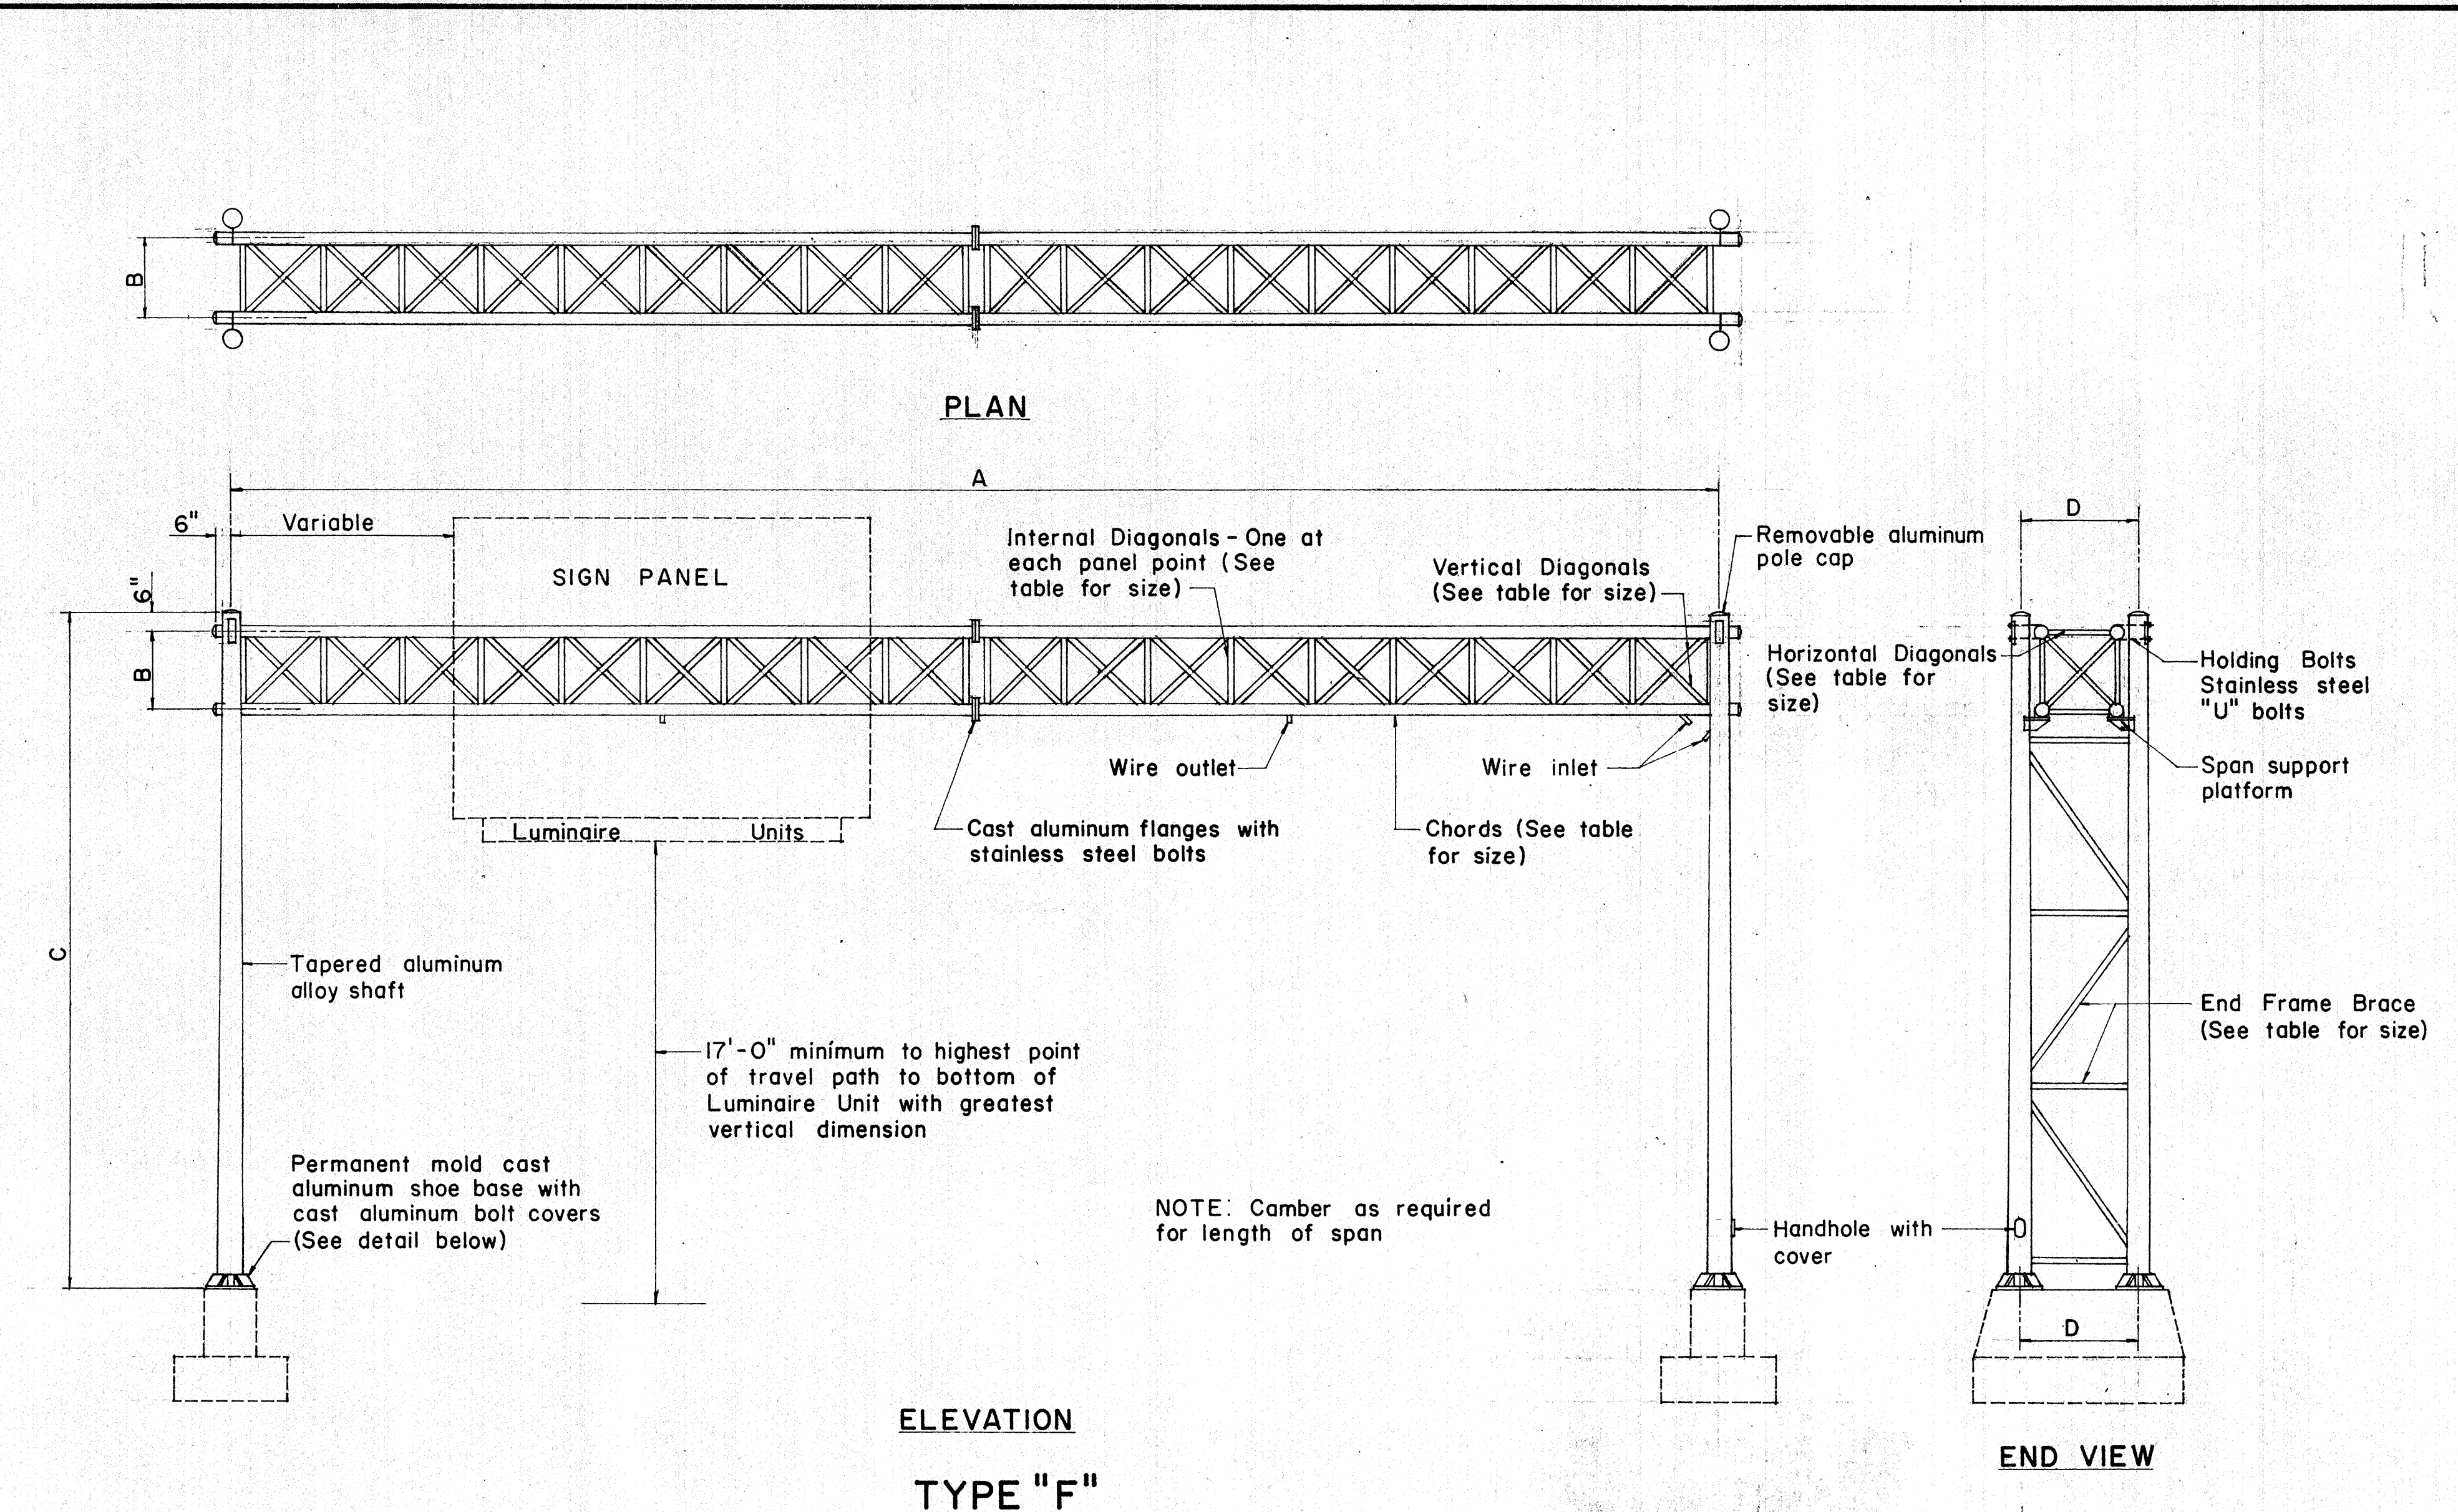 B
PLAN
A
6"
Variable
6"
B
C
SIGN PANEL
Luminaire Units
Internal Diagonals - One at
each panel point (See
table for size)
Vertical Diagonals
(See table for size)
Removable aluminum
pole cap
Horizontal Diagonals
(See table for
size)
D
Holding Bolts
Stainless steel
"U" bolts
Span support
platform
Wire outlet
Wire inlet
Cast aluminum flanges with
stainless steel bolts
Chords (See table
for size)
Tapered aluminum
alloy shaft
17'-0" minimum to highest point
of travel path to bottom of
Luminaire Unit with greatest
vertical dimension
End Frame Brace
(See table for size)
Permanent mold cast
aluminum shoe base with
cast aluminum bolt covers
(See detail below)
NOTE: Camber as required
for length of span
Handhole with
cover
D
ELEVATION
END VIEW
TYPE "F"